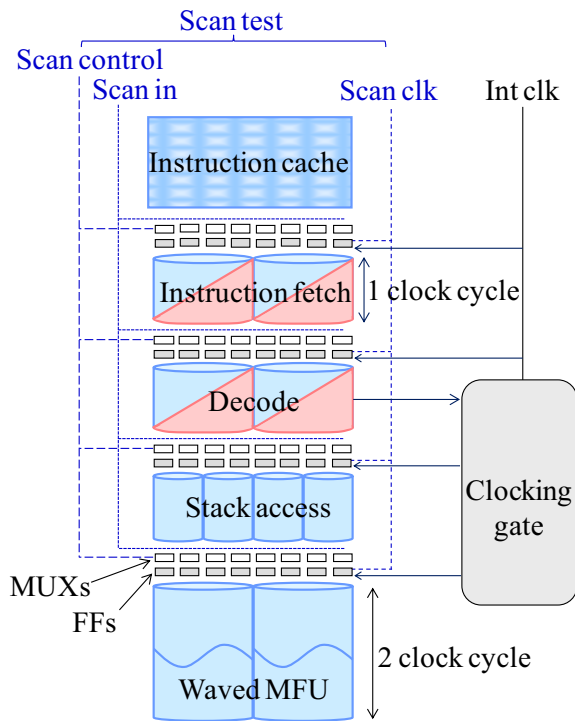 Scan test
Scan control
Scan in
Scan clk
Int clk
Instruction cache
Instruction fetch
1 clock cycle
Decode
Stack access
Clocking
gate
MUXs
FFs
2 clock cycle
Waved MFU